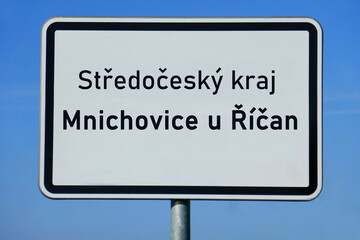 Středočeský kraj
Mnichovice u Říčan